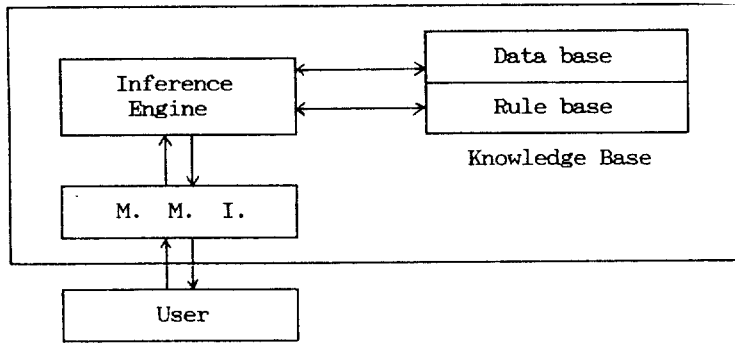 Inference
Engine
Data base
Rule base
Knowledge Base
M. M. I.
User